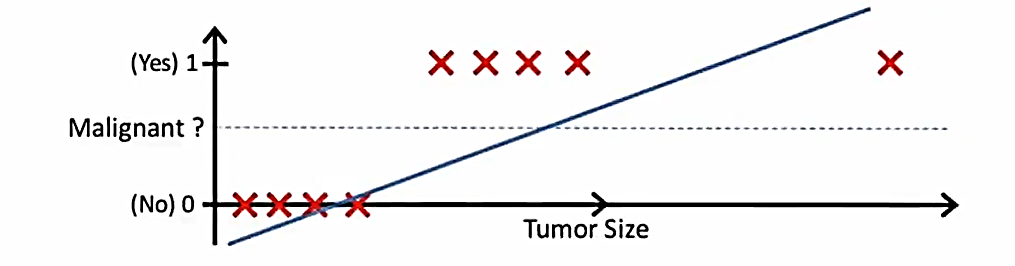 (Yes) 1
Malignant ?
(No) 0
Tumor Size